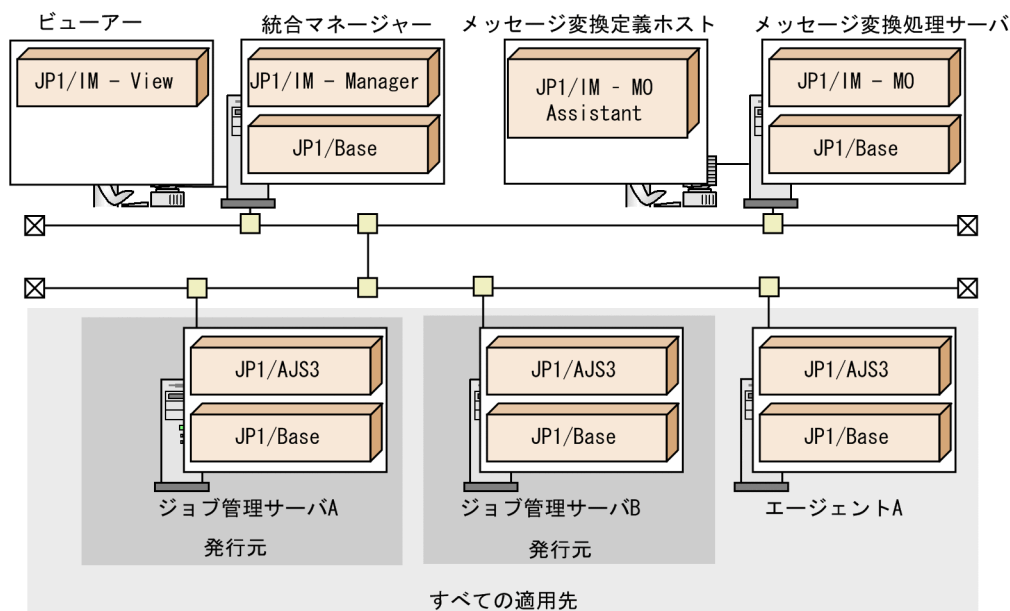 ビューアー
統合マネージャー
メッセージ変換定義ホスト
メッセージ変換処理サーバ
JP1/IM - View
JP1/IM - Manager
JP1/IM - MO
Assistant
JP1/IM - MO
JP1/Base
JP1/Base
JP1/AJS3
JP1/AJS3
JP1/AJS3
JP1/Base
JP1/Base
JP1/Base
ジョブ管理サーバA
ジョブ管理サーバB
エージェントA
発行元
発行元
すべての適用先